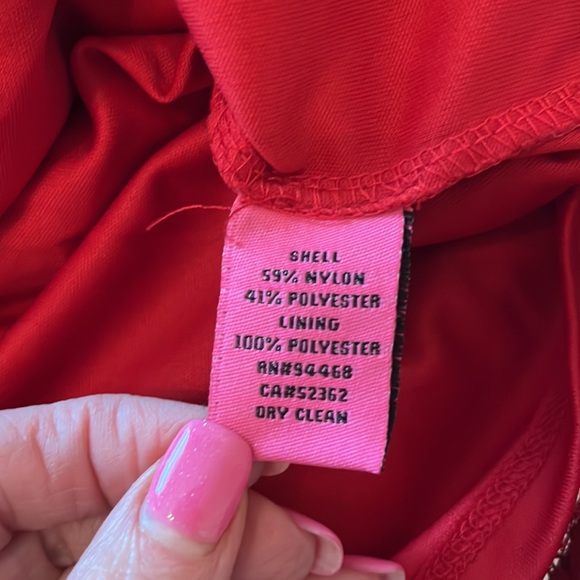 SHELL
59% NYLON
41% POLYESTER
LINING
100% POLYESTER
RN#94468
CA#52362
DRY CLEAN